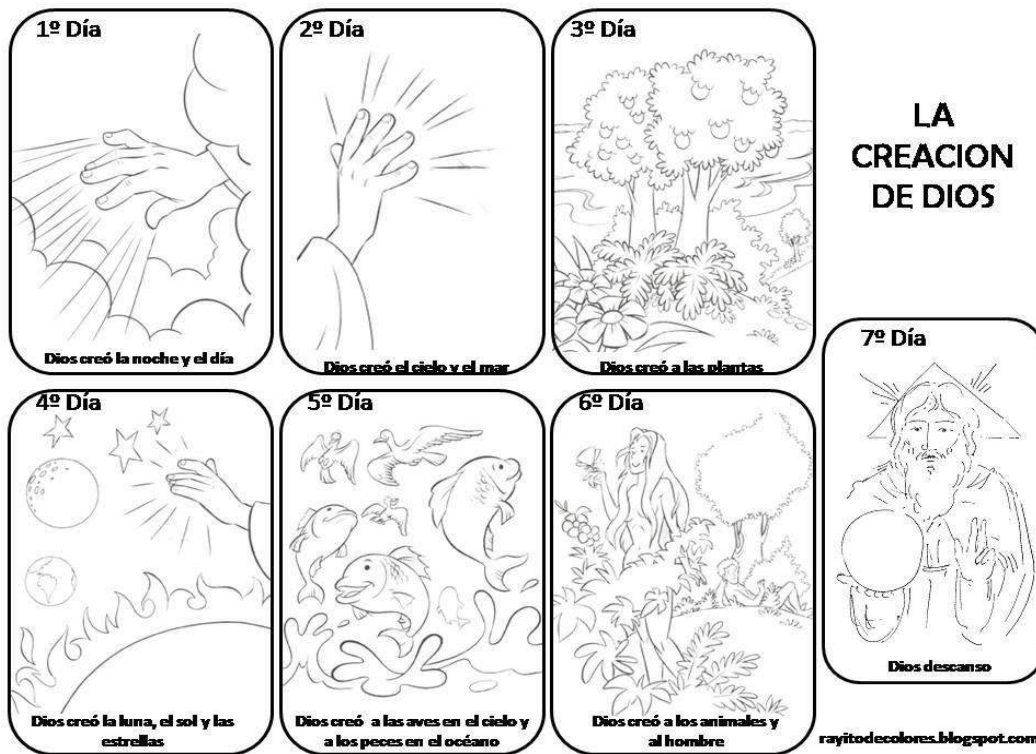 1º Día
Dios creó la noche y el día
2º Día
Dios creó el cielo y el mar
3º Día
Dios creó a las plantas
LA
CREACION
DE DIOS
4º Día
Dios creó la luna, el sol y las
estrellas
5º Día
Dios creó a las aves en el cielo y
a los peces en el océano
6º Día
Dios creó a los animales y
al hombre
7º Día
Dios descanso
rayitodecolores.blogspot.com